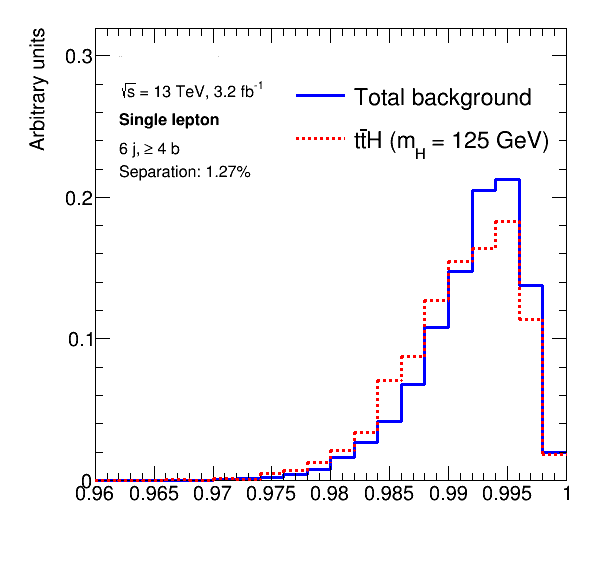 Arbitrary units
0.3
0.2
0.1
0
√s = 13 TeV, 3.2 fb⁻¹
Single lepton
6 j, ≥ 4 b
Separation: 1.27%
Total background
tt̄H (m_H = 125 GeV)
0.96 0.965 0.97 0.975 0.98 0.985 0.99 0.995 1